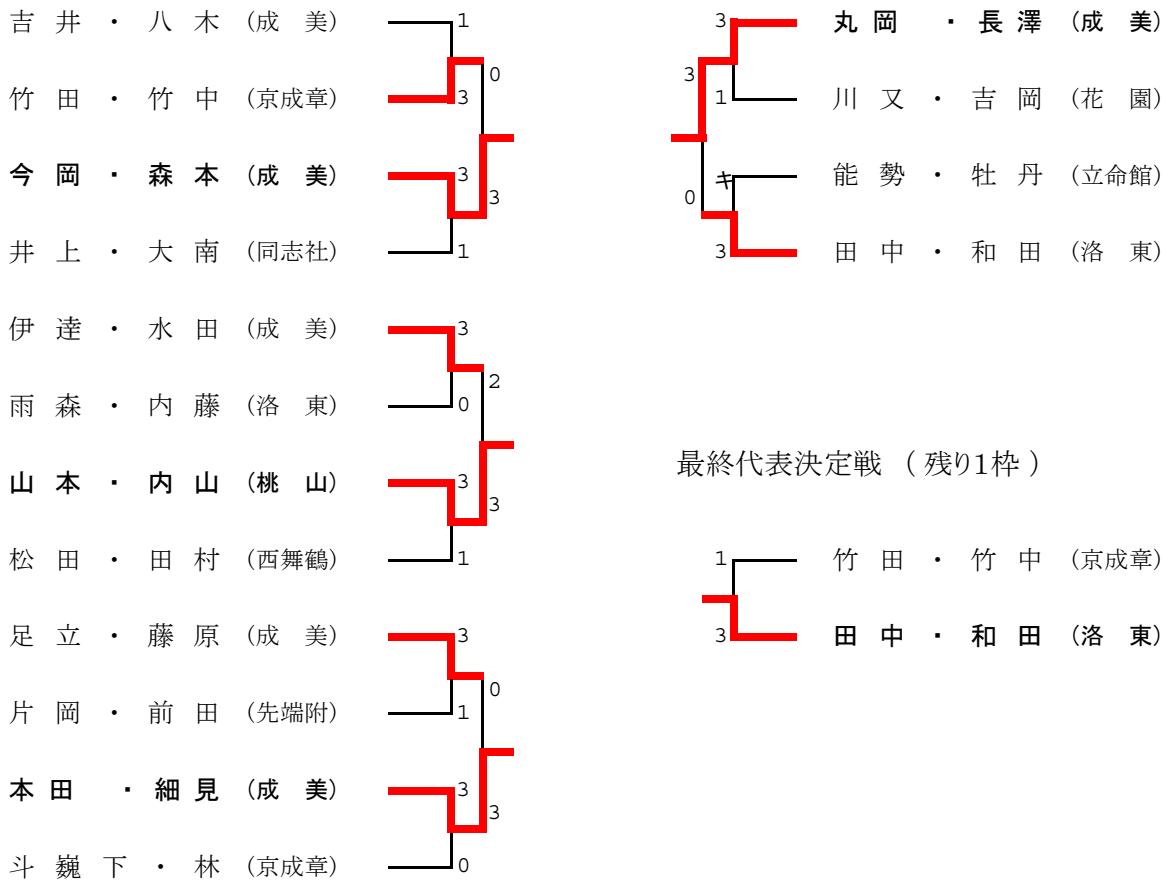 吉井・八木 (成 美) 1
0
竹田・竹中 (京成章) 3
今岡・森本 (成 美) 3
3
井上・大南 (同志社) 1
伊達・水田 (成 美) 3
2
雨森・内藤 (洛 東) 0
山本・内山 (桃 山) 3
3
松田・田村 (西舞鶴) 1
足立・藤原 (成 美) 3
0
片岡・前田 (先端附) 1
本田・細見 (成 美) 3
3
斗巍下・林 (京成章) 0
3 丸岡・長澤 (成 美)
3
1 川又・吉岡 (花 園)
キ 能勢・牡丹 (立命館)
0
3 田中・和田 (洛 東)
最終代表決定戦 (残り1枠)
1 竹田・竹中 (京成章)
3 田中・和田 (洛 東)